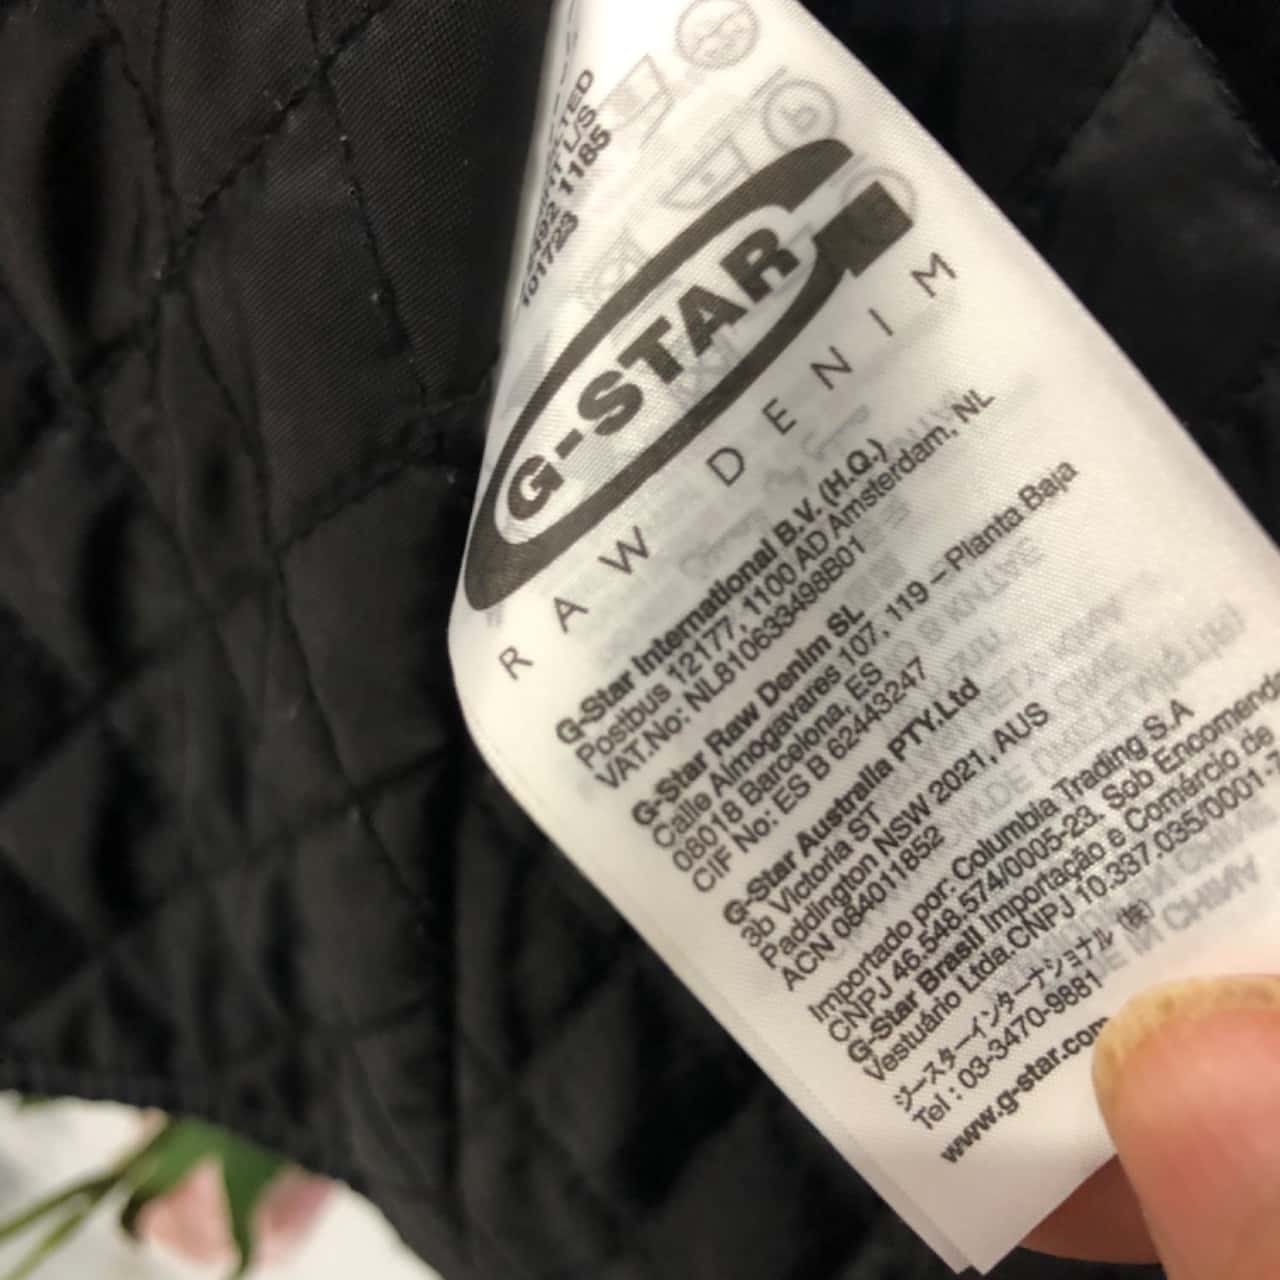 L/S
1185
101723
G-STAR
RAW DENIM
G-Star International B.V. (H.Q.)
Postbus 12177, 1100 AD Amsterdam, NL
VAT.No: NL810633498B01
G-Star Raw Denim SL
Calle Almogavares 107, 119 – Planta Baja
08018 Barcelona, ES
CIF No: ES B 62443247
G-Star Australia PTY.Ltd
3b Victoria ST
Paddington NSW 2021, AUS
ACN 084011852
Importado por: Columbia Trading S.A
CNPJ 46.548.574/0005-23. Sob Encomenda
G-Star Brasil Importação e Comércio de
Vestuário Ltda.CNPJ 10.337.035/0001-7
ジースターインターナショナル (株)
Tel : 03-3470-9881
www.g-star.com